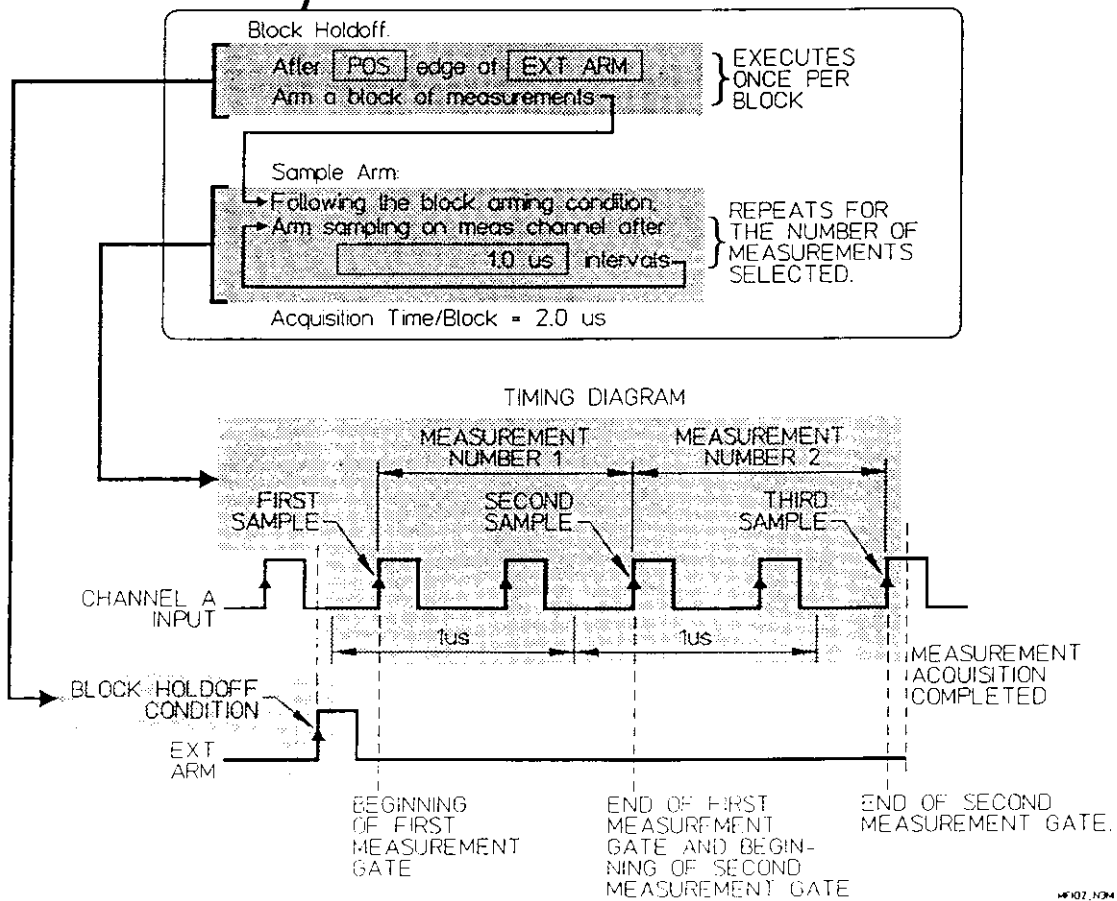 Block Holdoff:
After POS edge of EXT ARM .
Arm a block of measurements
EXECUTES
ONCE PER
BLOCK
Sample Arm:
Following the block arming condition,
Arm sampling on meas channel after
1.0 us intervals
REPEATS FOR
THE NUMBER OF
MEASUREMENTS
SELECTED.
Acquisition Time/Block = 2.0 us
TIMING DIAGRAM
MEASUREMENT
NUMBER 1
MEASUREMENT
NUMBER 2
FIRST
SAMPLE
SECOND
SAMPLE
THIRD
SAMPLE
CHANNEL A
INPUT
1us
1us
MEASUREMENT
ACQUISITION
COMPLETED
BLOCK HOLDOFF
CONDITION
EXT
ARM
BEGINNING
OF FIRST
MEASUREMENT
GATE
END OF FIRST
MEASUREMENT
GATE AND BEGIN-
NING OF SECOND
MEASUREMENT GATE
END OF SECOND
MEASUREMENT GATE.